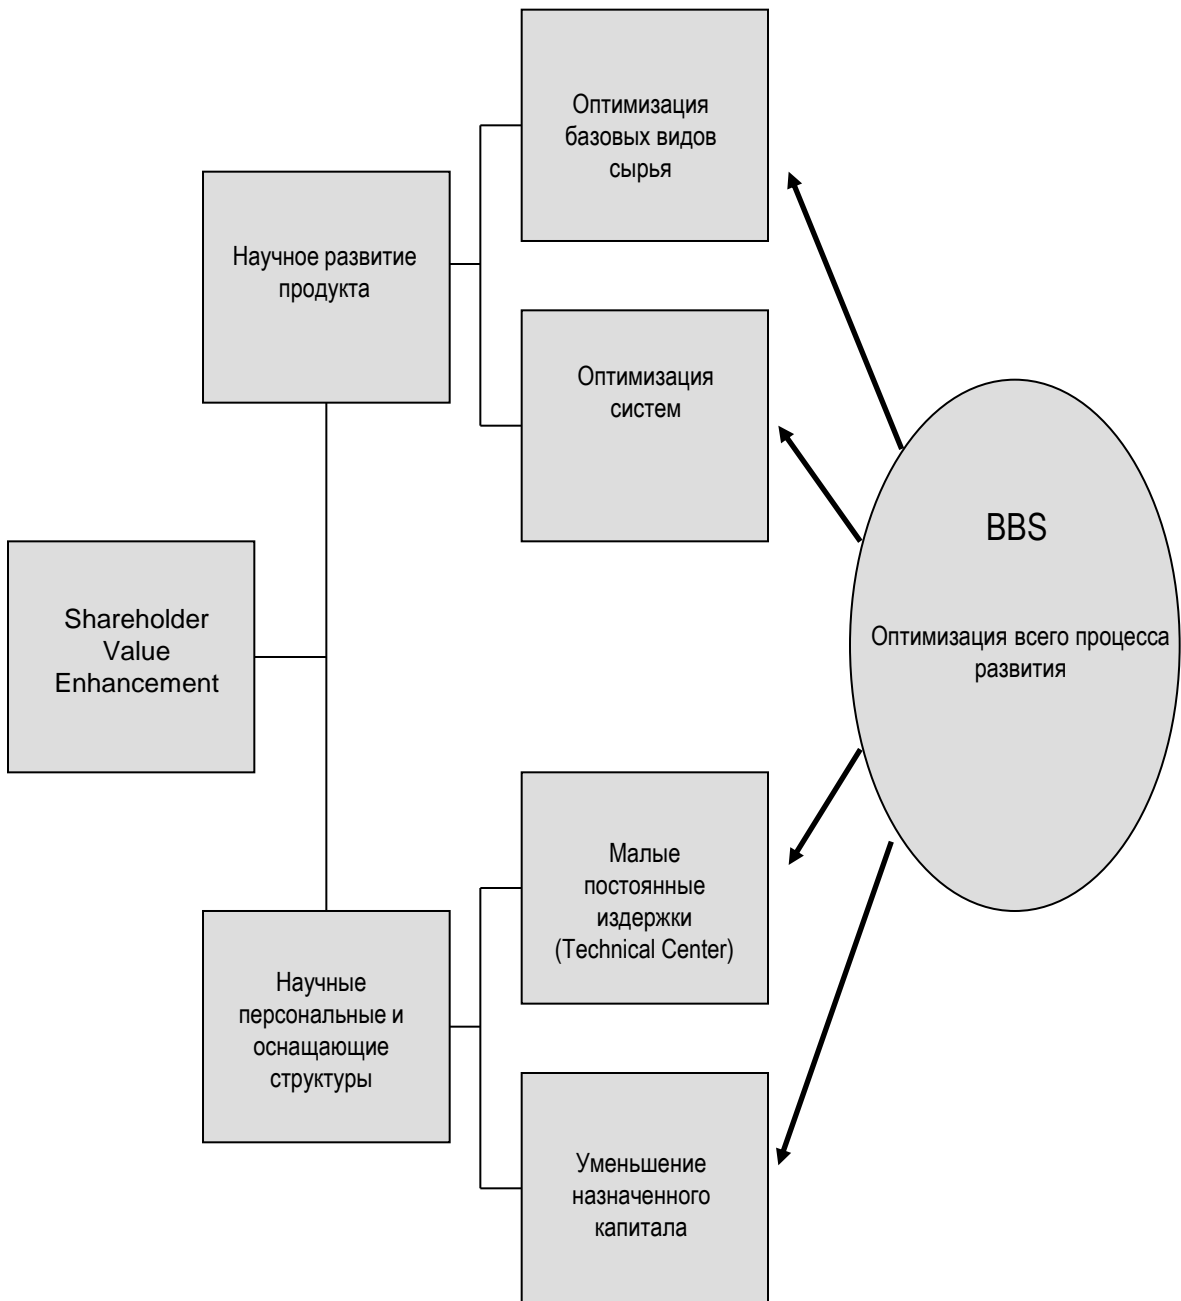 Оптимизация
базовых видов
сырья
Научное развитие
продукта
Оптимизация
систем
BBS
Оптимизация всего процесса
развития
Shareholder
Value
Enhancement
Малые
постоянные
издержки
(Technical Center)
Научные
персональные и
оснащающие
структуры
Уменьшение
назначенного
капитала